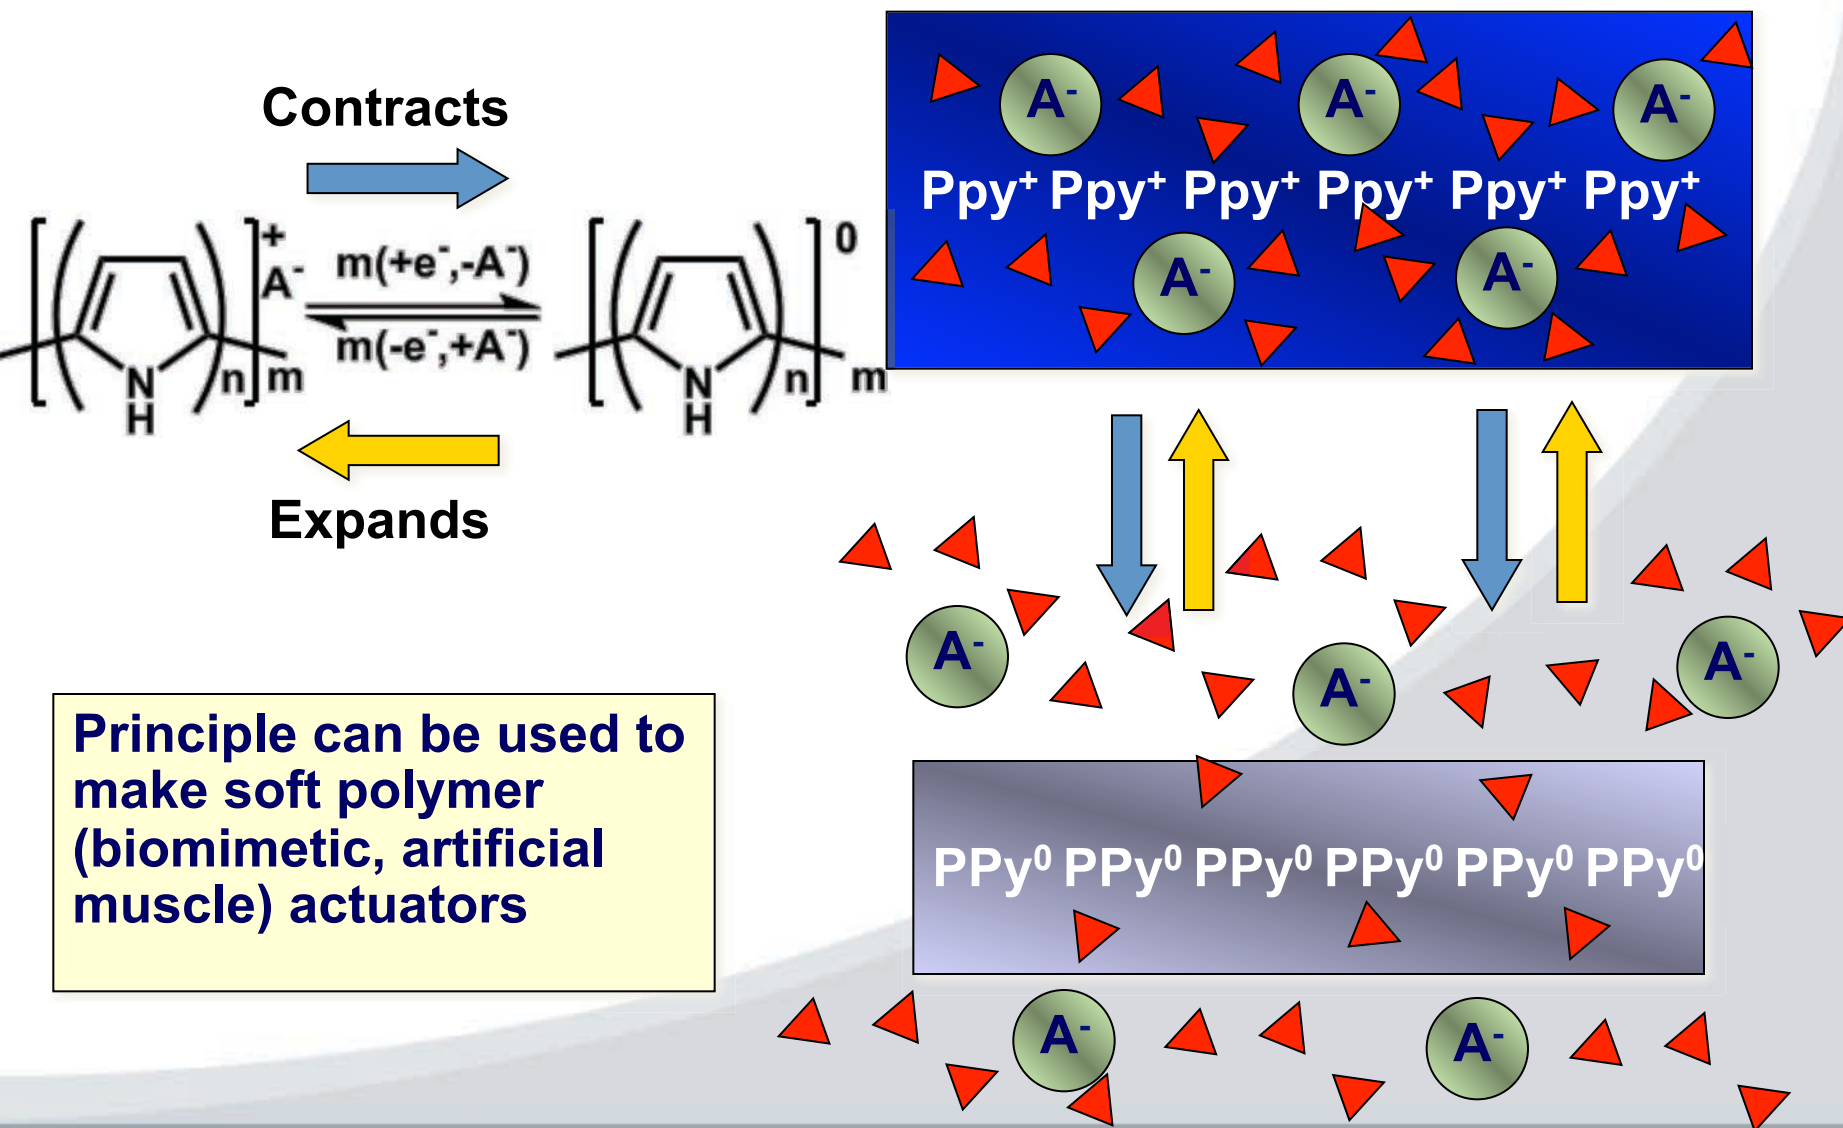 Contracts
[( N H )n]m + A-
m(+e-,-A-)
m(-e-,+A-)
[( N H )n]m 0
Expands
A- A- A-
Ppy+ Ppy+ Ppy+ Ppy+ Ppy+ Ppy+
A- A-
A- A- A-
PPy0 PPy0 PPy0 PPy0 PPy0 PPy0
A- A-
Principle can be used to
make soft polymer
(biomimetic, artificial
muscle) actuators